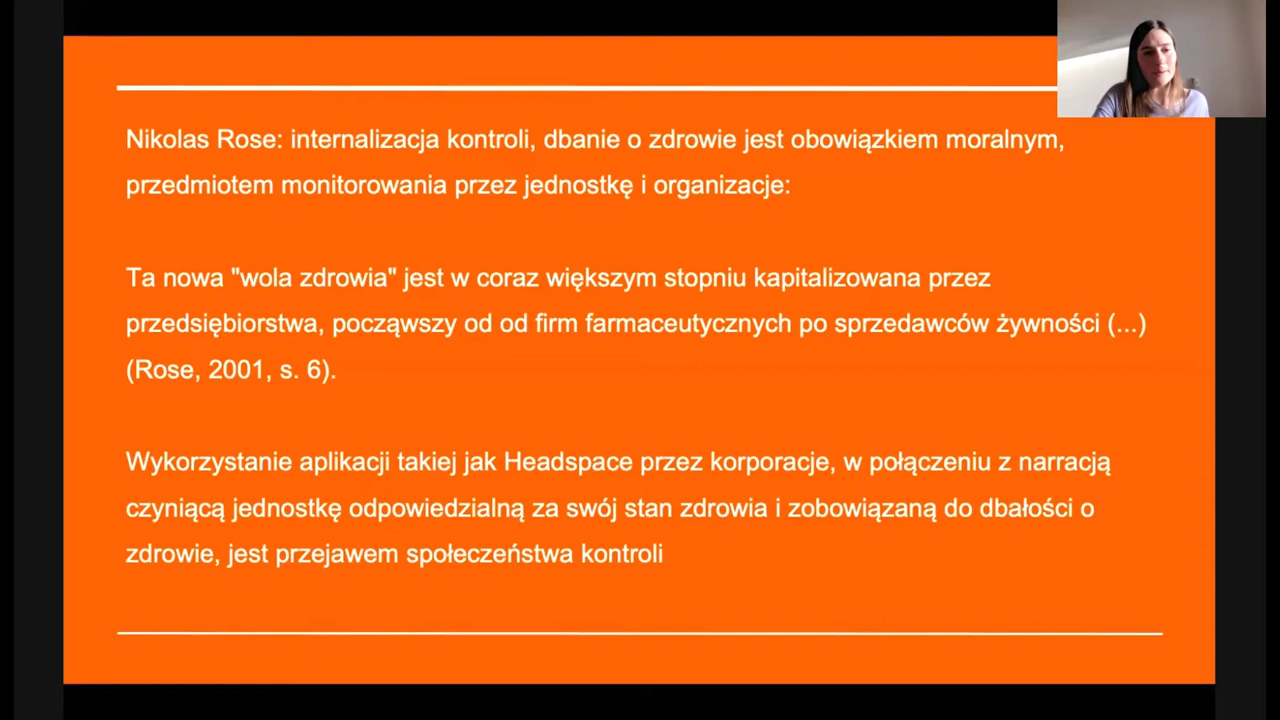 Nikolas Rose: internalizacja kontroli, dbanie o zdrowie jest obowiązkiem moralnym,
przedmiotem monitorowania przez jednostkę i organizacje:
Ta nowa "wola zdrowia" jest w coraz większym stopniu kapitalizowana przez
przedsiębiorstwa, począwszy od od firm farmaceutycznych po sprzedawców żywności (...)
(Rose, 2001, s. 6).
Wykorzystanie aplikacji takiej jak Headspace przez korporacje, w połączeniu z narracją
czyniącą jednostkę odpowiedzialną za swój stan zdrowia i zobowiązaną do dbałości o
zdrowie, jest przejawem społeczeństwa kontroli